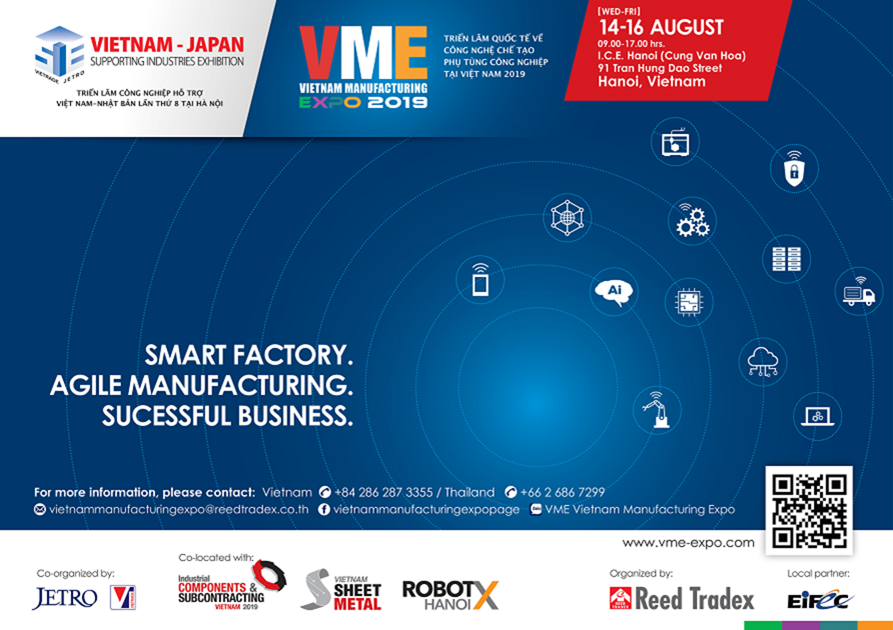 VIETNAM - JAPAN
SUPPORTING INDUSTRIES EXHIBITION
VIETRADE JETRO
TRIỂN LÃM CÔNG NGHIỆP HỖ TRỢ
VIỆT NAM-NHẬT BẢN LẦN THỨ 8 TẠI HÀ NỘI
VME
VIETNAM MANUFACTURING
EXPO 2019
TRIỂN LÃM QUỐC TẾ VỀ
CÔNG NGHỆ CHẾ TẠO
PHỤ TÙNG CÔNG NGHIỆP
TẠI VIỆT NAM 2019
[WED-FRI]
14-16 AUGUST
09.00-17.00 hrs.
I.C.E. Hanoi (Cung Van Hoa)
91 Tran Hung Dao Street
Hanoi, Vietnam
Ai
SMART FACTORY.
AGILE MANUFACTURING.
SUCESSFUL BUSINESS.
For more information, please contact: Vietnam +84 286 287 3355 / Thailand +66 2 686 7299
vietnammanufacturingexpo@reedtradex.co.th vietnammanufacturingexpopage VME Vietnam Manufacturing Expo
www.vme-expo.com
Co-organized by:
JETRO
Co-located with:
Industrial
COMPONENTS &
SUBCONTRACTING
VIETNAM 2019
VIETNAM
SHEET
METAL
ROBOT X
HANOI
Organized by:
Reed Tradex
Local partner:
EIFEC